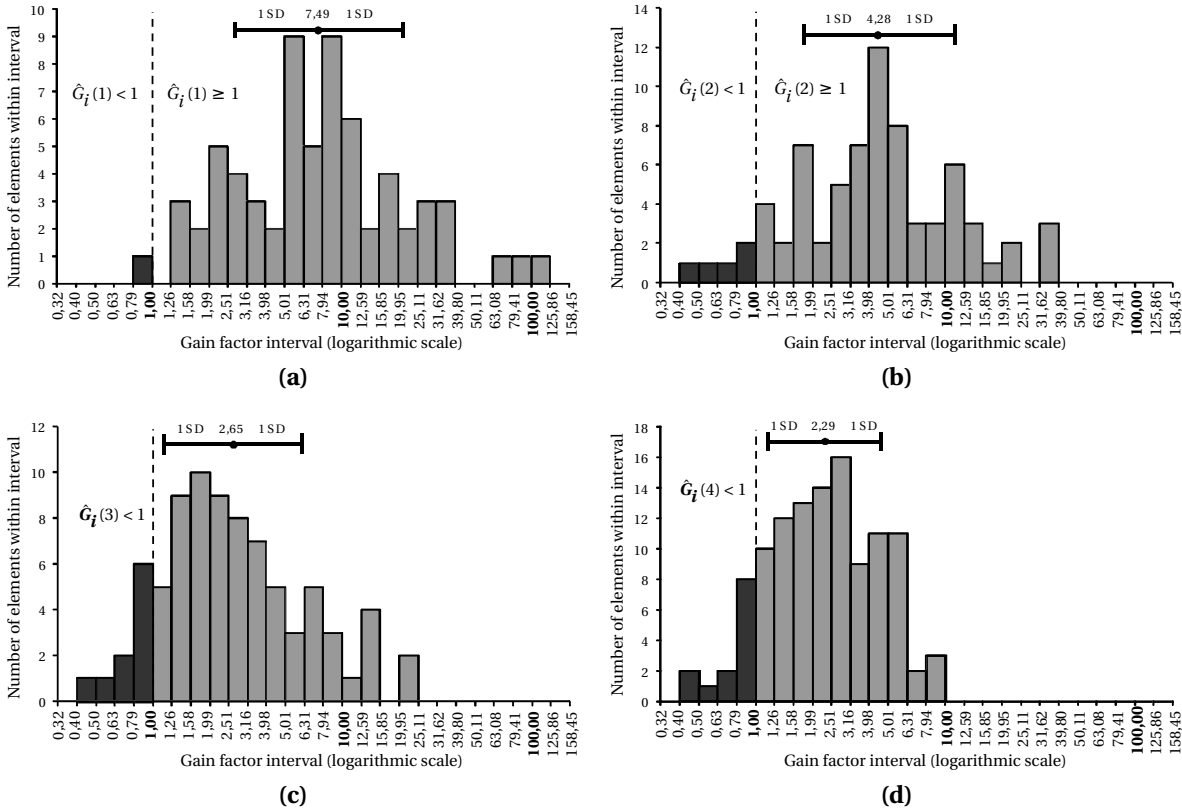 1 SD 7,49 1 SD
10
9
8
7
6
5
4
3
2
1
0
Number of elements within interval
Ĝi(1) < 1
Ĝi(1) ≥ 1
0,32 0,40 0,50 0,63 0,79 1,00 1,26 1,58 1,99 2,51 3,16 3,98 5,01 6,31 7,94 10,00 12,59 15,85 19,95 25,11 31,62 39,80 50,11 63,08 79,41 100,00 125,86 158,45
Gain factor interval (logarithmic scale)
(a)
1 SD 4,28 1 SD
14
12
10
8
6
4
2
0
Number of elements within interval
Ĝi(2) < 1
Ĝi(2) ≥ 1
0,32 0,40 0,50 0,63 0,79 1,00 1,26 1,58 1,99 2,51 3,16 3,98 5,01 6,31 7,94 10,00 12,59 15,85 19,95 25,11 31,62 39,80 50,11 63,08 79,41 100,00 125,86 158,45
Gain factor interval (logarithmic scale)
(b)
1 SD 2,65 1 SD
12
10
8
6
4
2
0
Number of elements within interval
Ĝi(3) < 1
0,32 0,40 0,50 0,63 0,79 1,00 1,26 1,58 1,99 2,51 3,16 3,98 5,01 6,31 7,94 10,00 12,59 15,85 19,95 25,11 31,62 39,80 50,11 63,08 79,41 100,00 125,86 158,45
Gain factor interval (logarithmic scale)
(c)
1 SD 2,29 1 SD
18
16
14
12
10
8
6
4
2
0
Number of elements within interval
Ĝi(4) < 1
0,32 0,40 0,50 0,63 0,79 1,00 1,26 1,58 1,99 2,51 3,16 3,98 5,01 6,31 7,94 10,00 12,59 15,85 19,95 25,11 31,62 39,80 50,11 63,08 79,41 100,00 125,86 158,45
Gain factor interval (logarithmic scale)
(d)